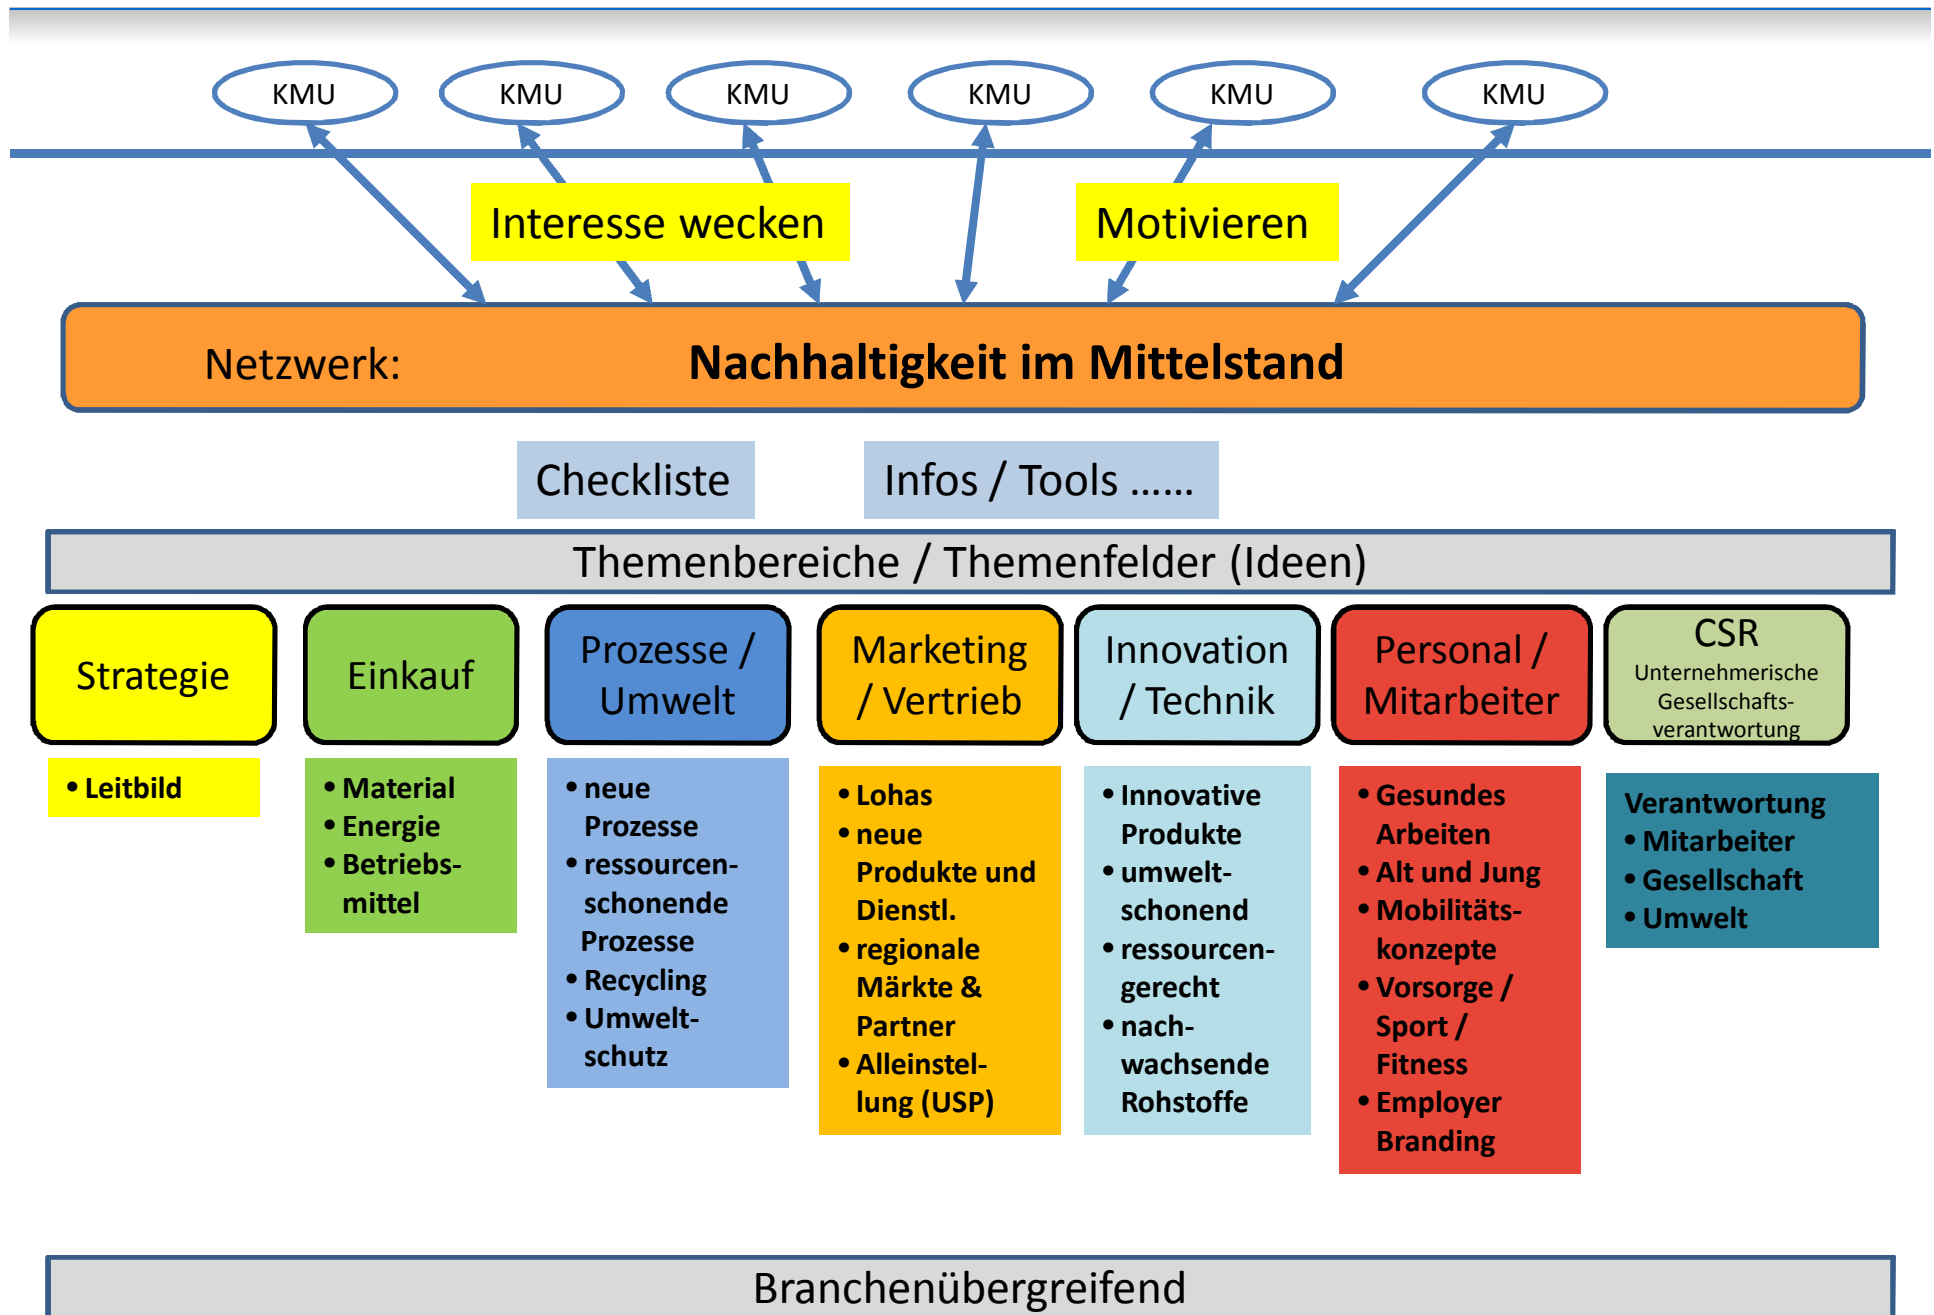 KMU
KMU
KMU
KMU
KMU
KMU
Interesse wecken
Motivieren
Netzwerk:
Nachhaltigkeit im Mittelstand
Checkliste
Infos / Tools ......
Themenbereiche / Themenfelder (Ideen)
Strategie
• Leitbild
Einkauf
• Material
• Energie
• Betriebs-
mittel
Prozesse /
Umwelt
• neue
Prozesse
• ressourcen-
schonende
Prozesse
• Recycling
• Umwelt-
schutz
Marketing
/ Vertrieb
• Lohas
• neue
Produkte und
Dienstl.
• regionale
Märkte &
Partner
• Alleinstel-
lung (USP)
Innovation
/ Technik
• Innovative
Produkte
• umwelt-
schonend
• ressourcen-
gerecht
• nach-
wachsende
Rohstoffe
Personal /
Mitarbeiter
• Gesundes
Arbeiten
• Alt und Jung
• Mobilitäts-
konzepte
• Vorsorge /
Sport /
Fitness
• Employer
Branding
CSR
Unternehmerische
Gesellschafts-
verantwortung
Verantwortung
• Mitarbeiter
• Gesellschaft
• Umwelt
Branchenübergreifend